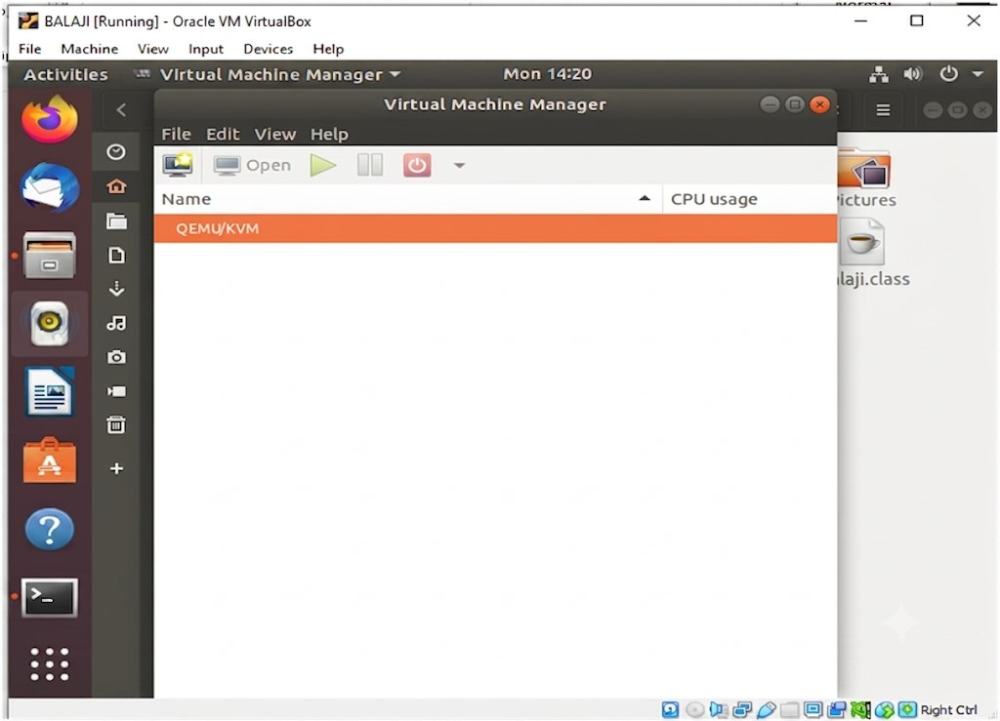 BALAJI [Running] - Oracle VM VirtualBox
File Machine View Input Devices Help
Activities Virtual Machine Manager Mon 14:20
Virtual Machine Manager
File Edit View Help
Open
Name CPU usage
QEMU/KVM
ictures
laji.class
Right Ctrl